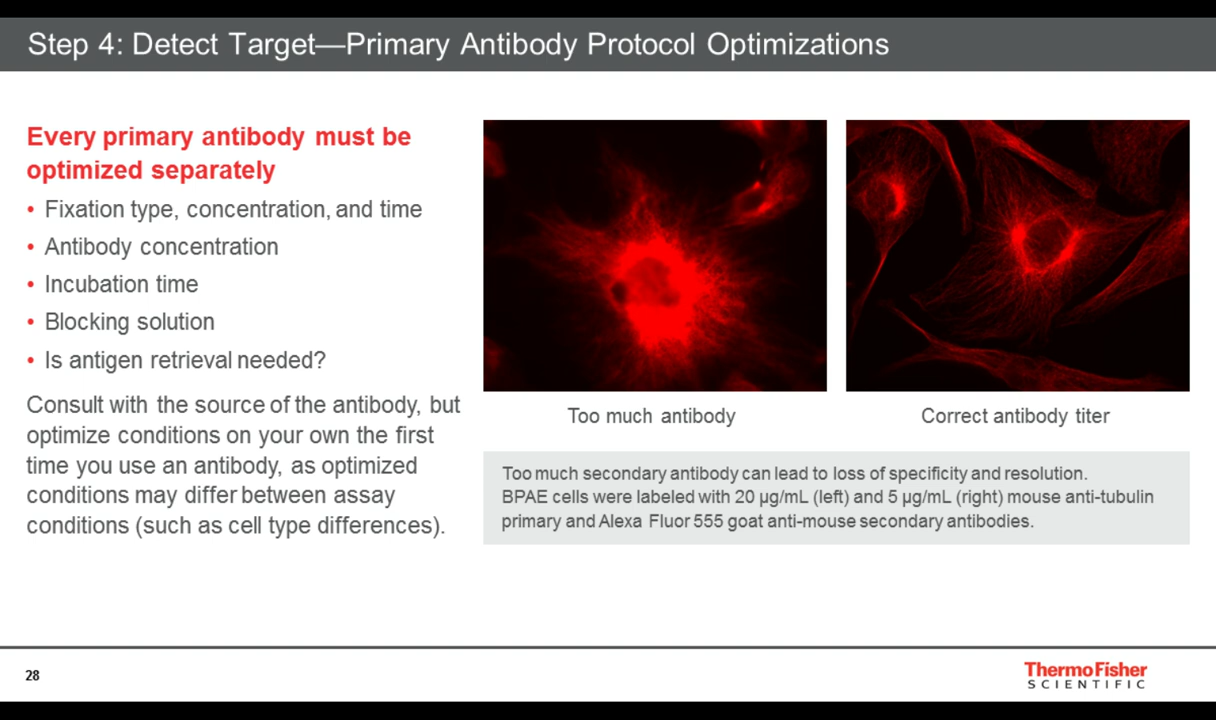 Step 4: Detect Target—Primary Antibody Protocol Optimizations
Every primary antibody must be
optimized separately
• Fixation type, concentration, and time
• Antibody concentration
• Incubation time
• Blocking solution
• Is antigen retrieval needed?
Consult with the source of the antibody, but
optimize conditions on your own the first
time you use an antibody, as optimized
conditions may differ between assay
conditions (such as cell type differences).
Too much antibody
Correct antibody titer
Too much secondary antibody can lead to loss of specificity and resolution.
BPAE cells were labeled with 20 µg/mL (left) and 5 µg/mL (right) mouse anti-tubulin
primary and Alexa Fluor 555 goat anti-mouse secondary antibodies.
28
ThermoFisher
SCIENTIFIC